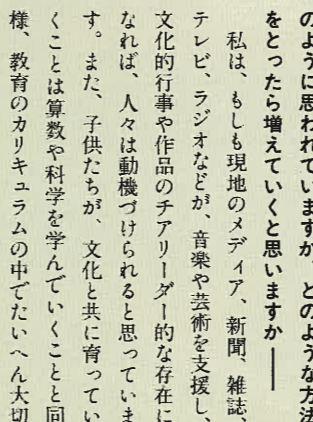 のように思われていますか、どのような方法
をとったら増えていくと思いますか――
私は、もしも現地のメディア、新聞、雑誌、
テレビ、ラジオなどが、音楽や芸術を支援し、
文化的行事や作品のチアリーダー的な存在に
なれば、人々は動機づけられると思っていま
す。また、子供たちが、文化と共に育ってい
くことは算数や科学を学んでいくことと同
様、教育のカリキュラムの中でたいへん大切